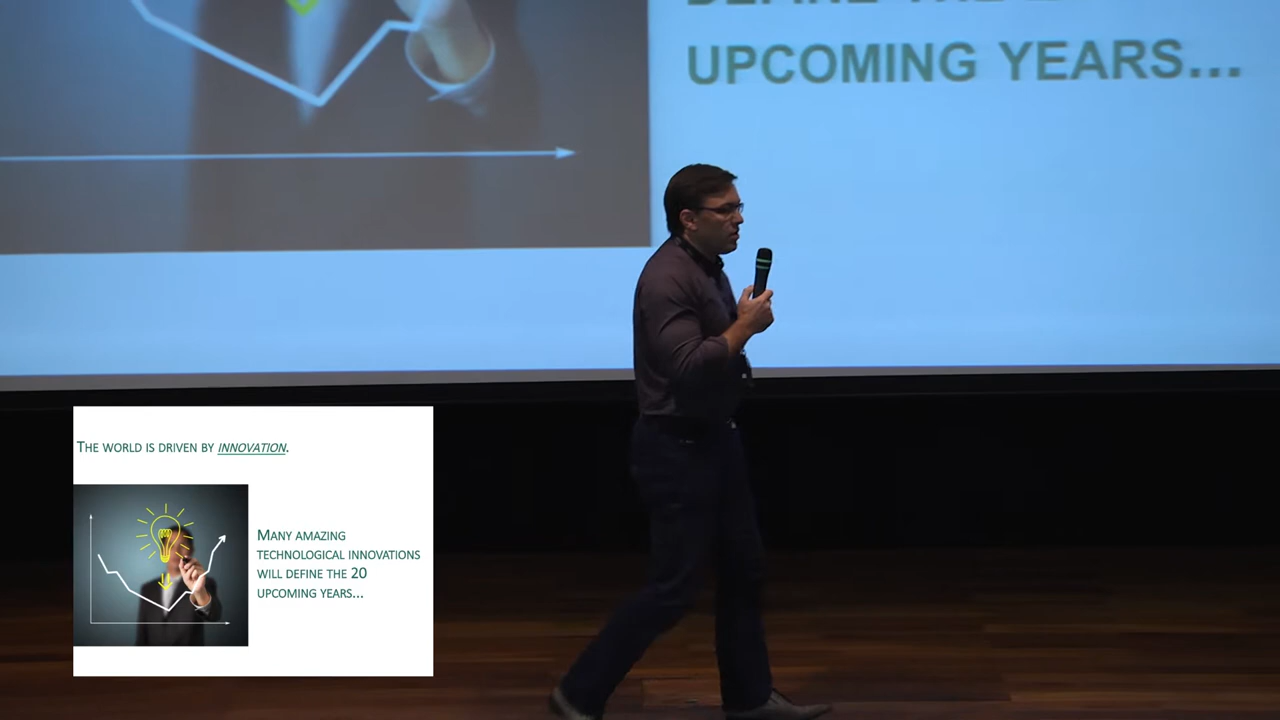 UPCOMING YEARS...
THE WORLD IS DRIVEN BY INNOVATION.
MANY AMAZING
TECHNOLOGICAL INNOVATIONS
WILL DEFINE THE 20
UPCOMING YEARS...